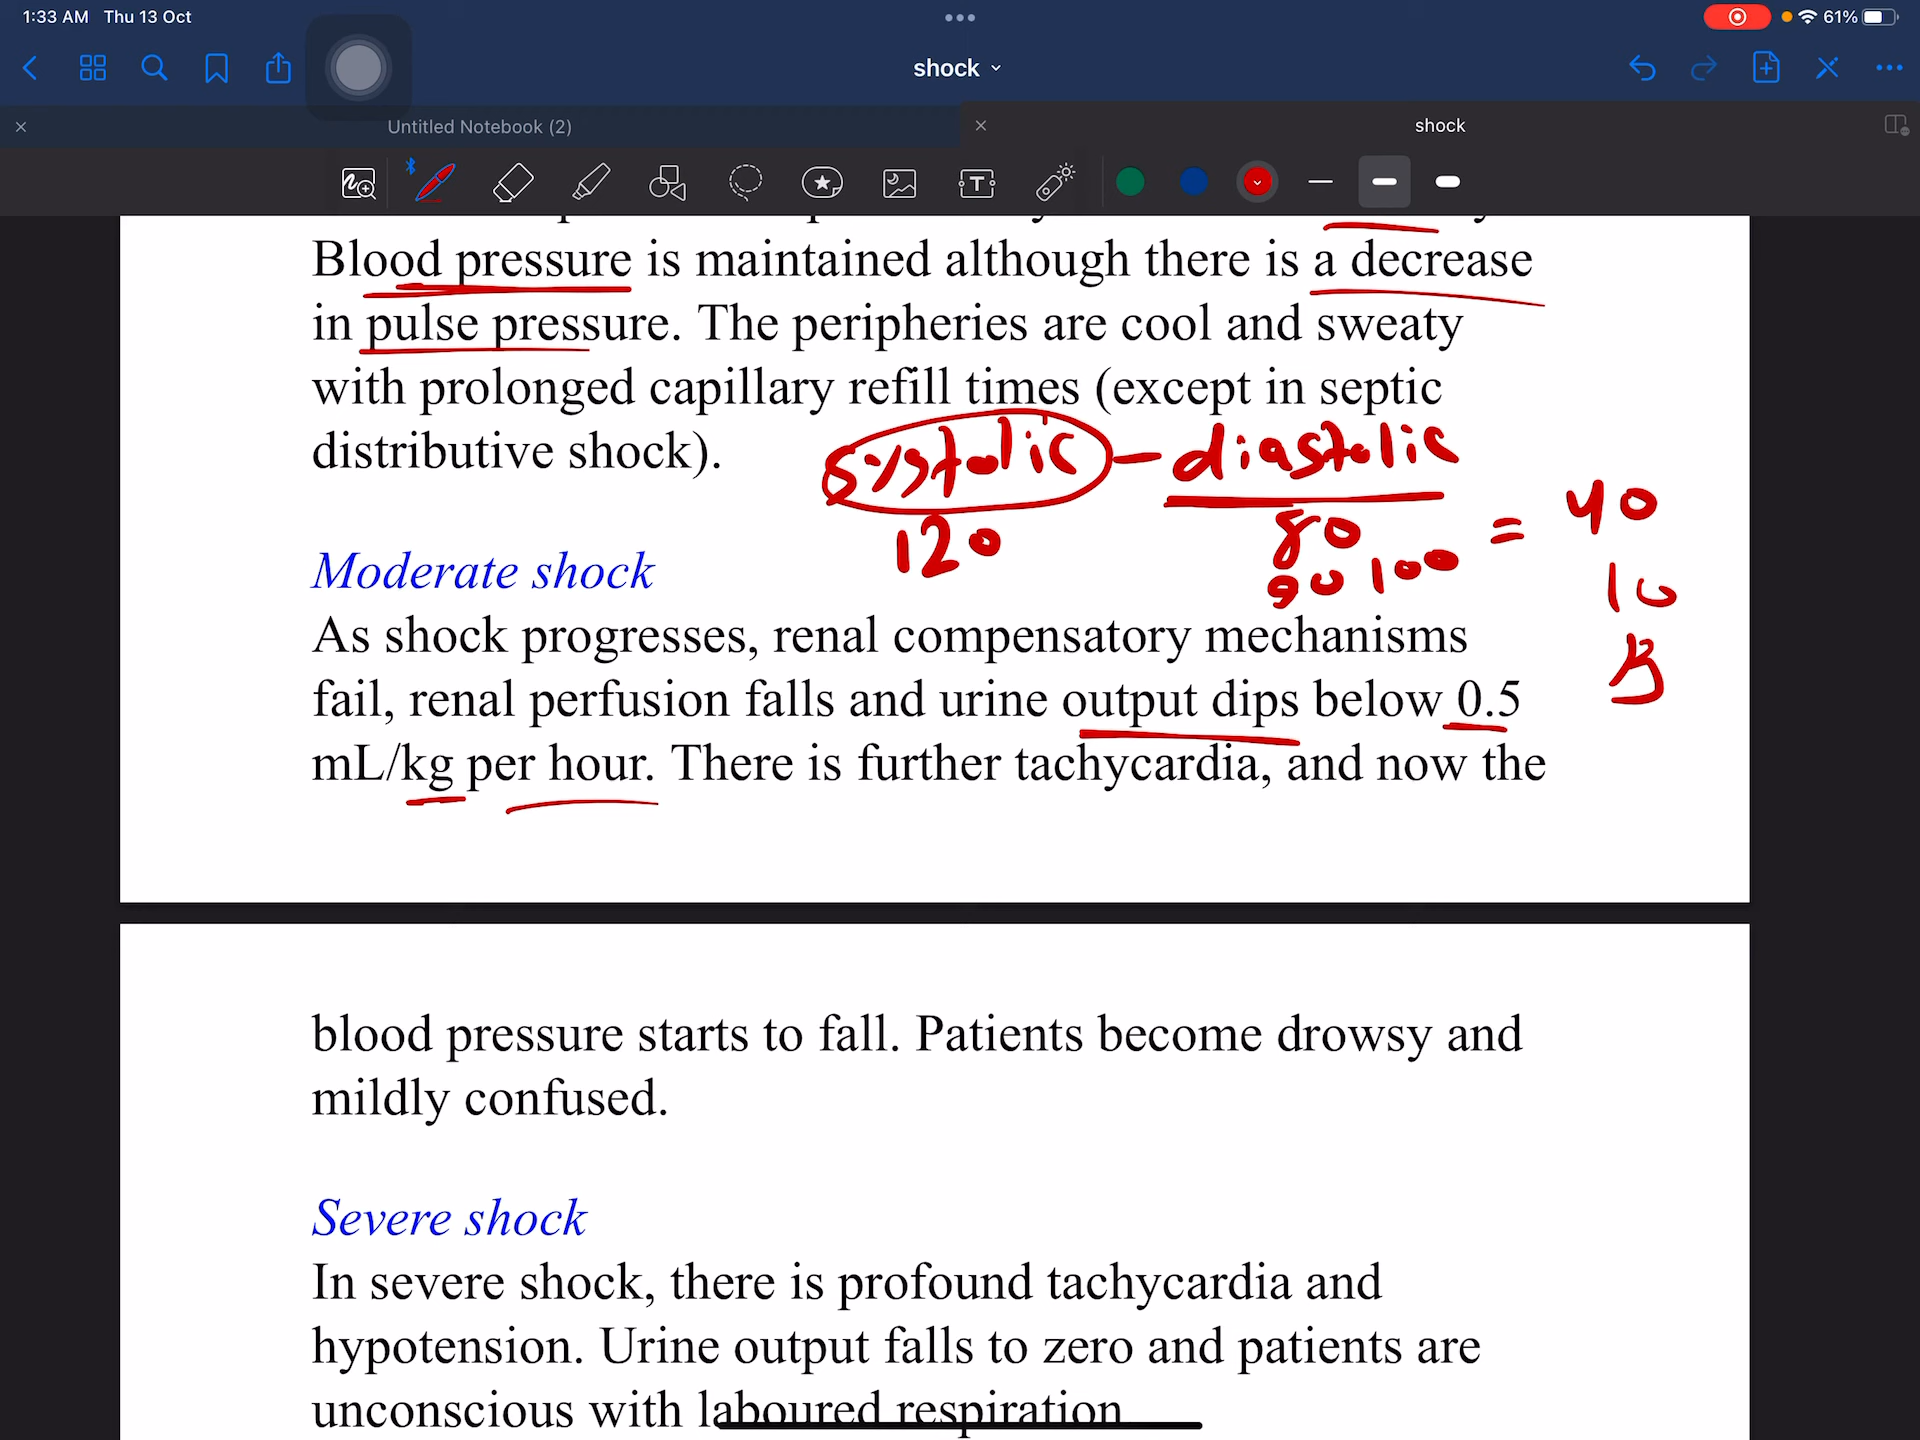 1:33 AM Thu 13 Oct
61%
shock
Untitled Notebook (2)
shock
Blood pressure is maintained although there is a decrease
in pulse pressure. The peripheries are cool and sweaty
with prolonged capillary refill times (except in septic
distributive shock).
systolic - diastolic
120
80
= 40
90 100
10
Moderate shock
As shock progresses, renal compensatory mechanisms
fail, renal perfusion falls and urine output dips below 0.5
mL/kg per hour. There is further tachycardia, and now the
blood pressure starts to fall. Patients become drowsy and
mildly confused.
Severe shock
In severe shock, there is profound tachycardia and
hypotension. Urine output falls to zero and patients are
unconscious with laboured respiration